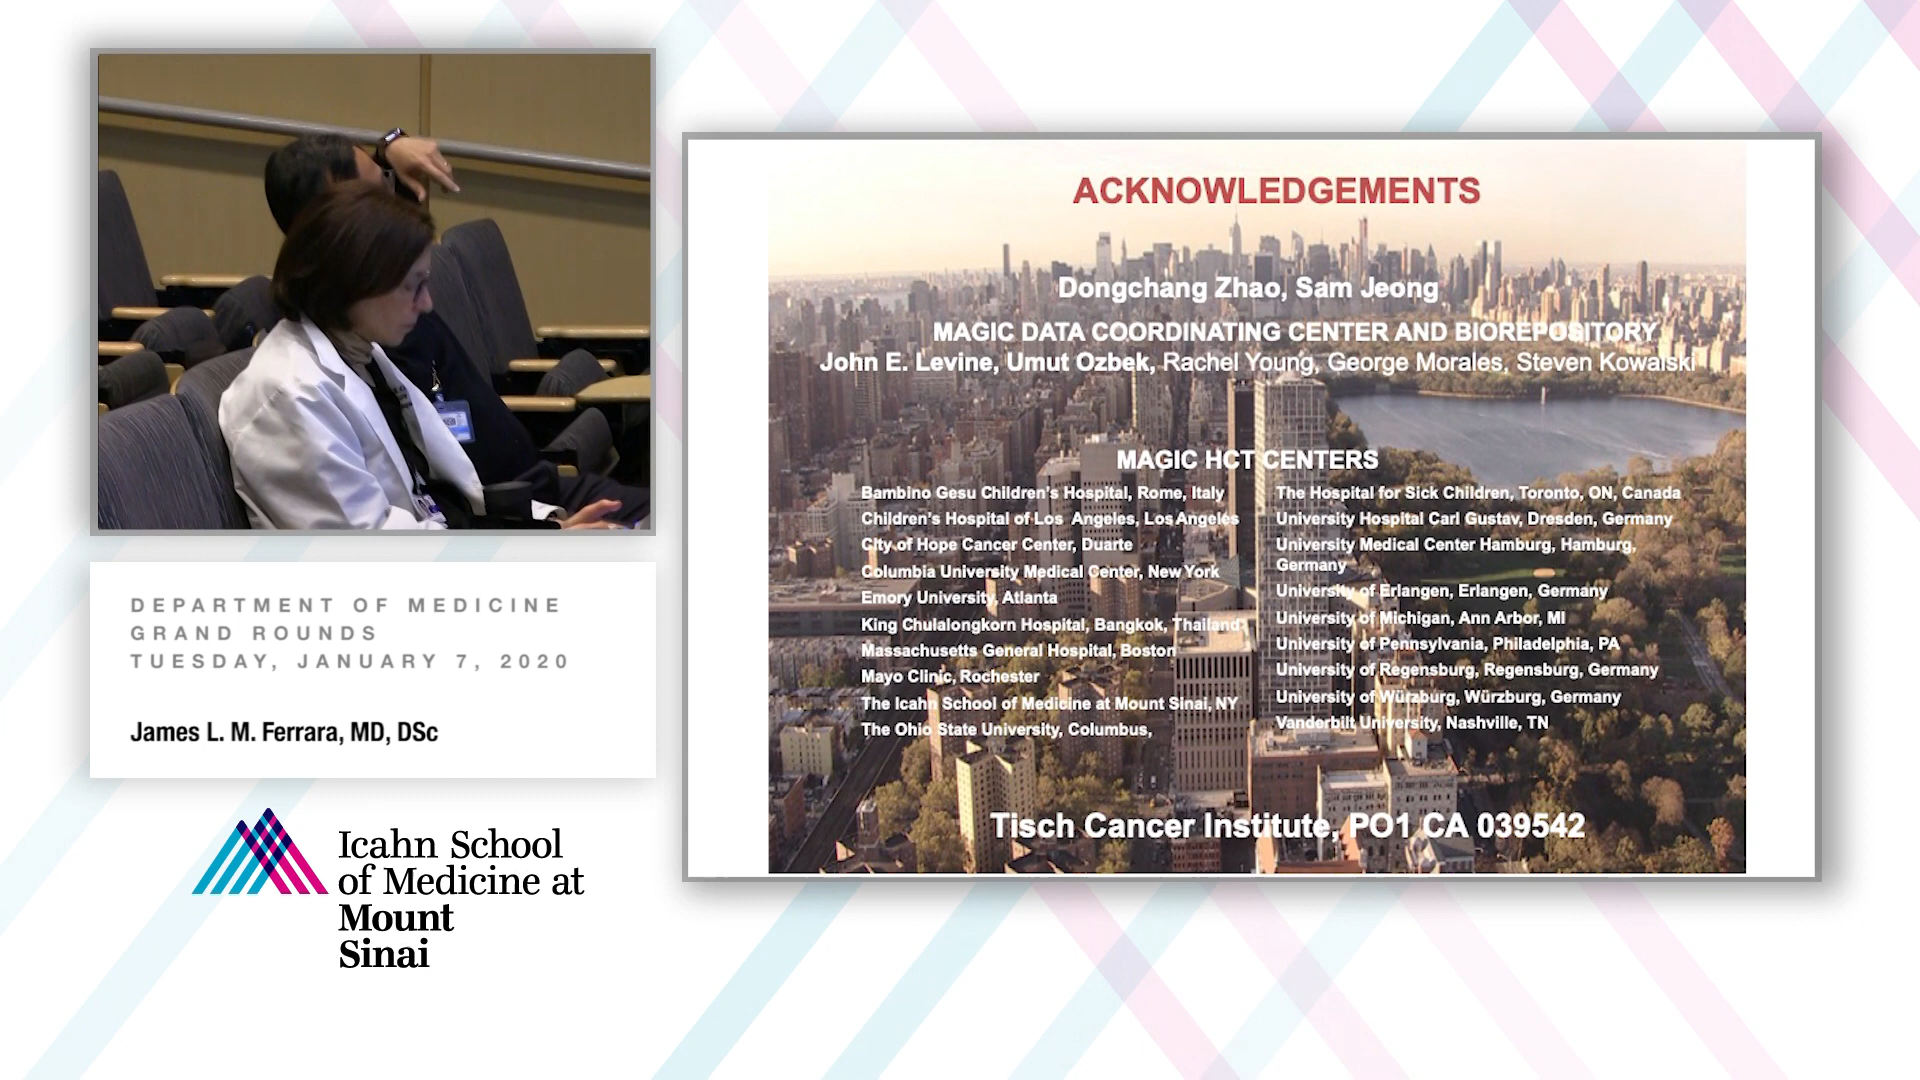 DEPARTMENT OF MEDICINE
GRAND ROUNDS
TUESDAY, JANUARY 7, 2020
James L. M. Ferrara, MD, DSc
Icahn School
of Medicine at
Mount
Sinai
ACKNOWLEDGEMENTS
Dongchang Zhao, Sam Jeong
MAGIC DATA COORDINATING CENTER AND BIOREPOSITORY
John E. Levine, Umut Ozbek, Rachel Young, George Morales, Steven Kowalski
MAGIC HCT CENTERS
Bambino Gesu Children's Hospital, Rome, Italy
Children's Hospital of Los Angeles, Los Angeles
City of Hope Cancer Center, Duarte
Columbia University Medical Center, New York
Emory University, Atlanta
King Chulalongkorn Hospital, Bangkok, Thailand
Massachusetts General Hospital, Boston
Mayo Clinic, Rochester
The Icahn School of Medicine at Mount Sinai, NY
The Ohio State University, Columbus,
The Hospital for Sick Children, Toronto, ON, Canada
University Hospital Carl Gustav, Dresden, Germany
University Medical Center Hamburg, Hamburg,
Germany
University of Erlangen, Erlangen, Germany
University of Michigan, Ann Arbor, MI
University of Pennsylvania, Philadelphia, PA
University of Regensburg, Regensburg, Germany
University of Würzburg, Würzburg, Germany
Vanderbilt University, Nashville, TN
Tisch Cancer Institute, PO1 CA 039542